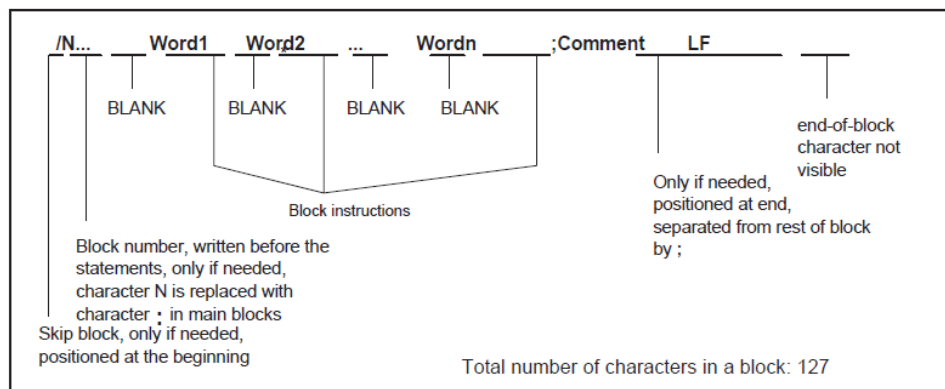 /N... Word1 Word2 ... Wordn ;Comment LF
BLANK BLANK BLANK BLANK
end-of-block
character not
visible
Only if needed,
positioned at end,
separated from rest of block
by ;
Block instructions
Block number, written before the
statements, only if needed,
character N is replaced with
character : in main blocks
Skip block, only if needed,
positioned at the beginning
Total number of characters in a block: 127